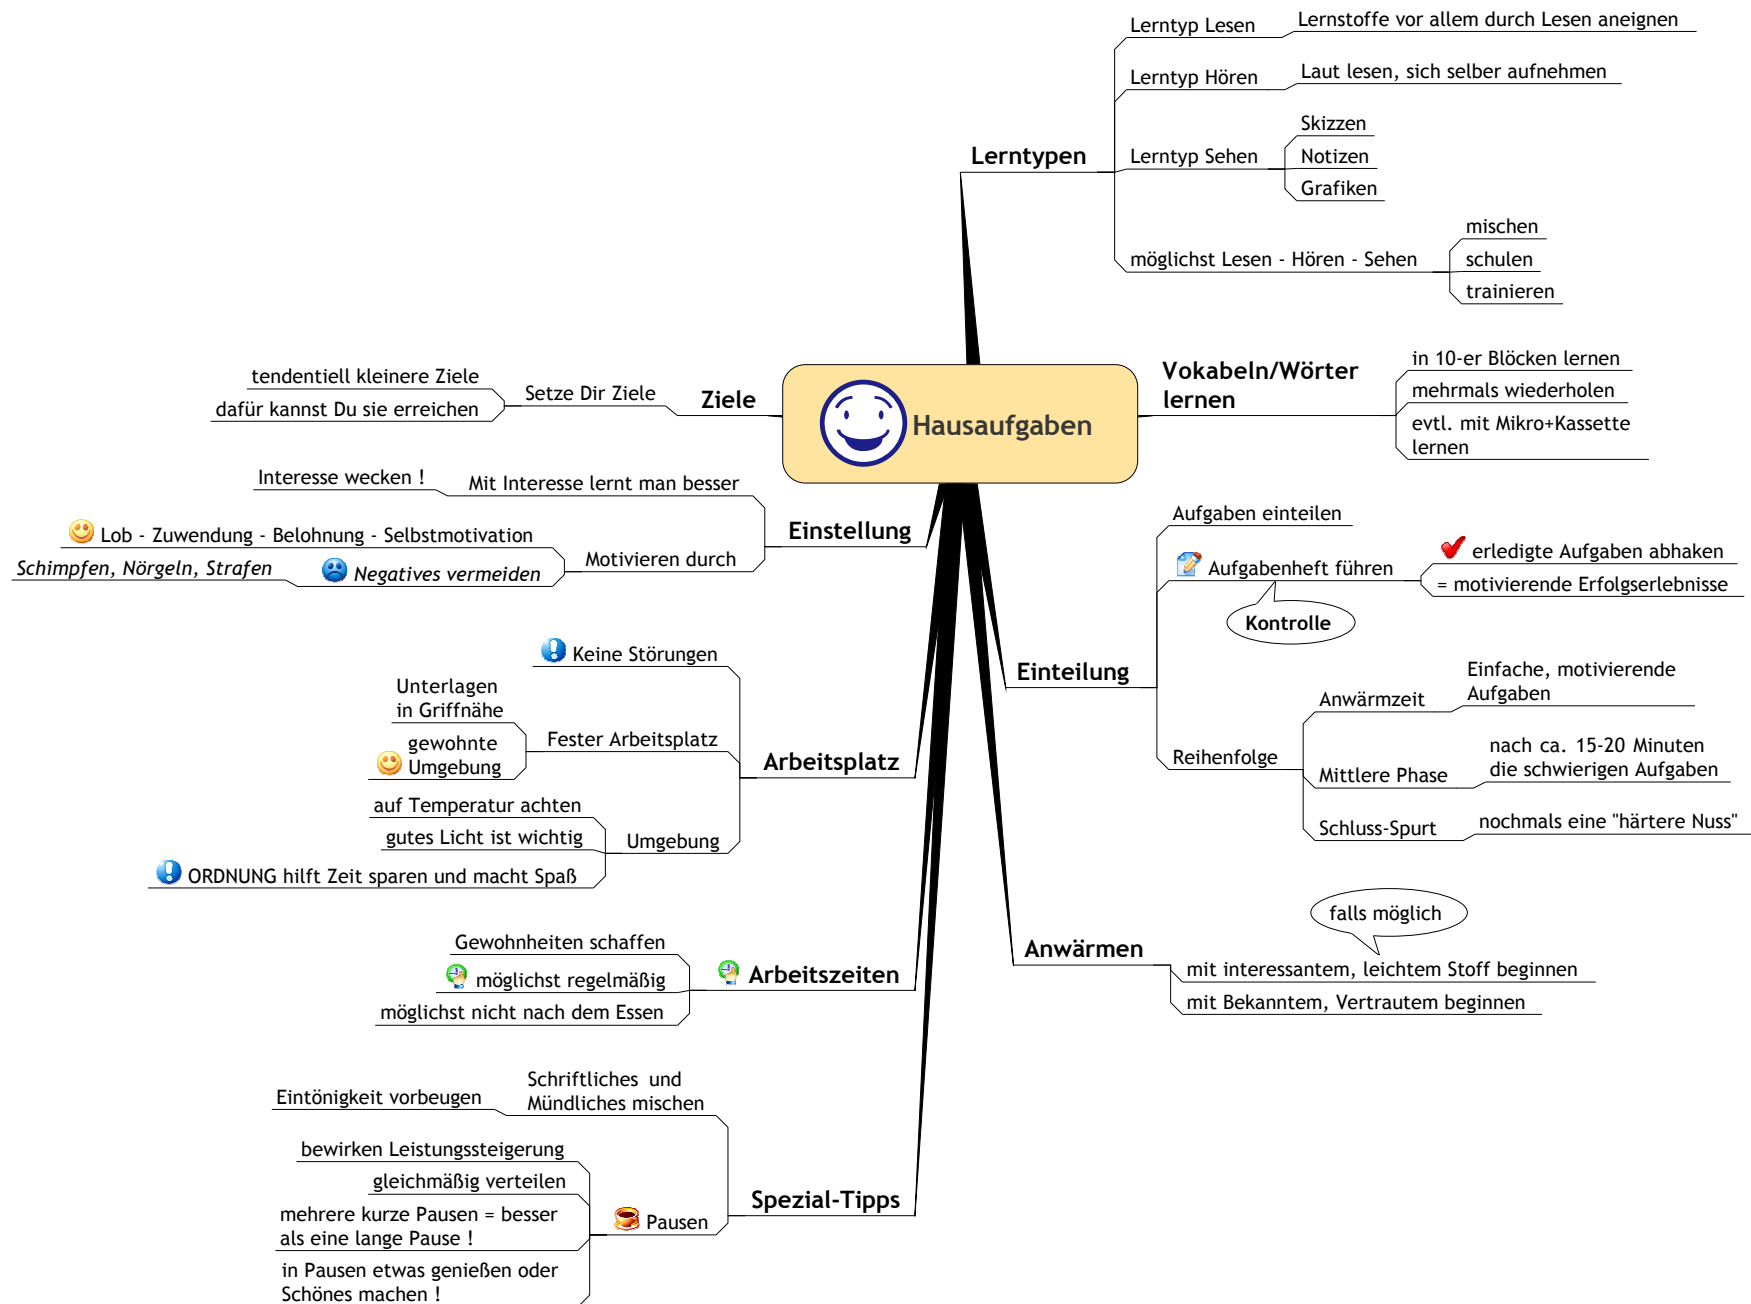 Hausaufgaben
Lerntypen
Lerntyp Lesen
Lernstoffe vor allem durch Lesen aneignen
Lerntyp Hören
Laut lesen, sich selber aufnehmen
Lerntyp Sehen
Skizzen
Notizen
Grafiken
möglichst Lesen - Hören - Sehen
mischen
schulen
trainieren
Vokabeln/Wörter
lernen
in 10-er Blöcken lernen
mehrmals wiederholen
evtl. mit Mikro+Kassette
lernen
Einteilung
Aufgaben einteilen
Aufgabenheft führen
Kontrolle
erledigte Aufgaben abhaken
= motivierende Erfolgserlebnisse
Reihenfolge
Anwärmzeit
Einfache, motivierende
Aufgaben
Mittlere Phase
nach ca. 15-20 Minuten
die schwierigen Aufgaben
Schluss-Spurt
nochmals eine "härtere Nuss"
Anwärmen
falls möglich
mit interessantem, leichtem Stoff beginnen
mit Bekanntem, Vertrautem beginnen
Ziele
Setze Dir Ziele
tendentiell kleinere Ziele
dafür kannst Du sie erreichen
Einstellung
Mit Interesse lernt man besser
Interesse wecken !
Motivieren durch
Lob - Zuwendung - Belohnung - Selbstmotivation
Negatives vermeiden
Schimpfen, Nörgeln, Strafen
Arbeitsplatz
Keine Störungen
Fester Arbeitsplatz
Unterlagen
in Griffnähe
gewohnte
Umgebung
Umgebung
auf Temperatur achten
gutes Licht ist wichtig
ORDNUNG hilft Zeit sparen und macht Spaß
Arbeitszeiten
Gewohnheiten schaffen
möglichst regelmäßig
möglichst nicht nach dem Essen
Spezial-Tipps
Schriftliches und
Mündliches mischen
Eintönigkeit vorbeugen
Pausen
bewirken Leistungssteigerung
gleichmäßig verteilen
mehrere kurze Pausen = besser
als eine lange Pause !
in Pausen etwas genießen oder
Schönes machen !